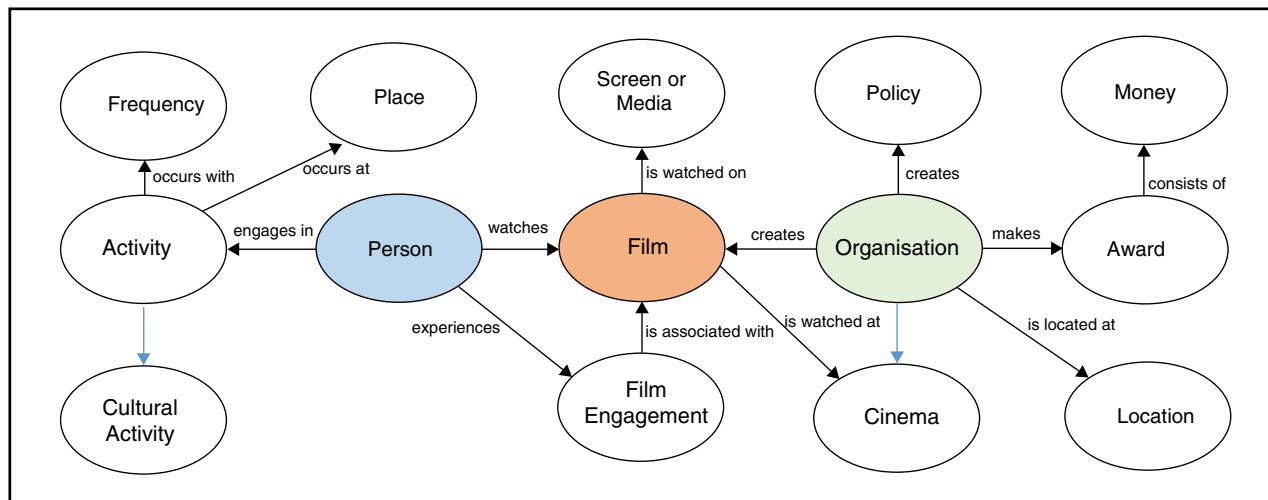 Frequency
Place
Screen or
Media
Policy
Money
occurs with
occurs at
is watched on
creates
consists of
Activity
engages in
Person
watches
Film
creates
Organisation
makes
Award
experiences
is associated with
is watched at
is located at
Cultural
Activity
Film
Engagement
Cinema
Location